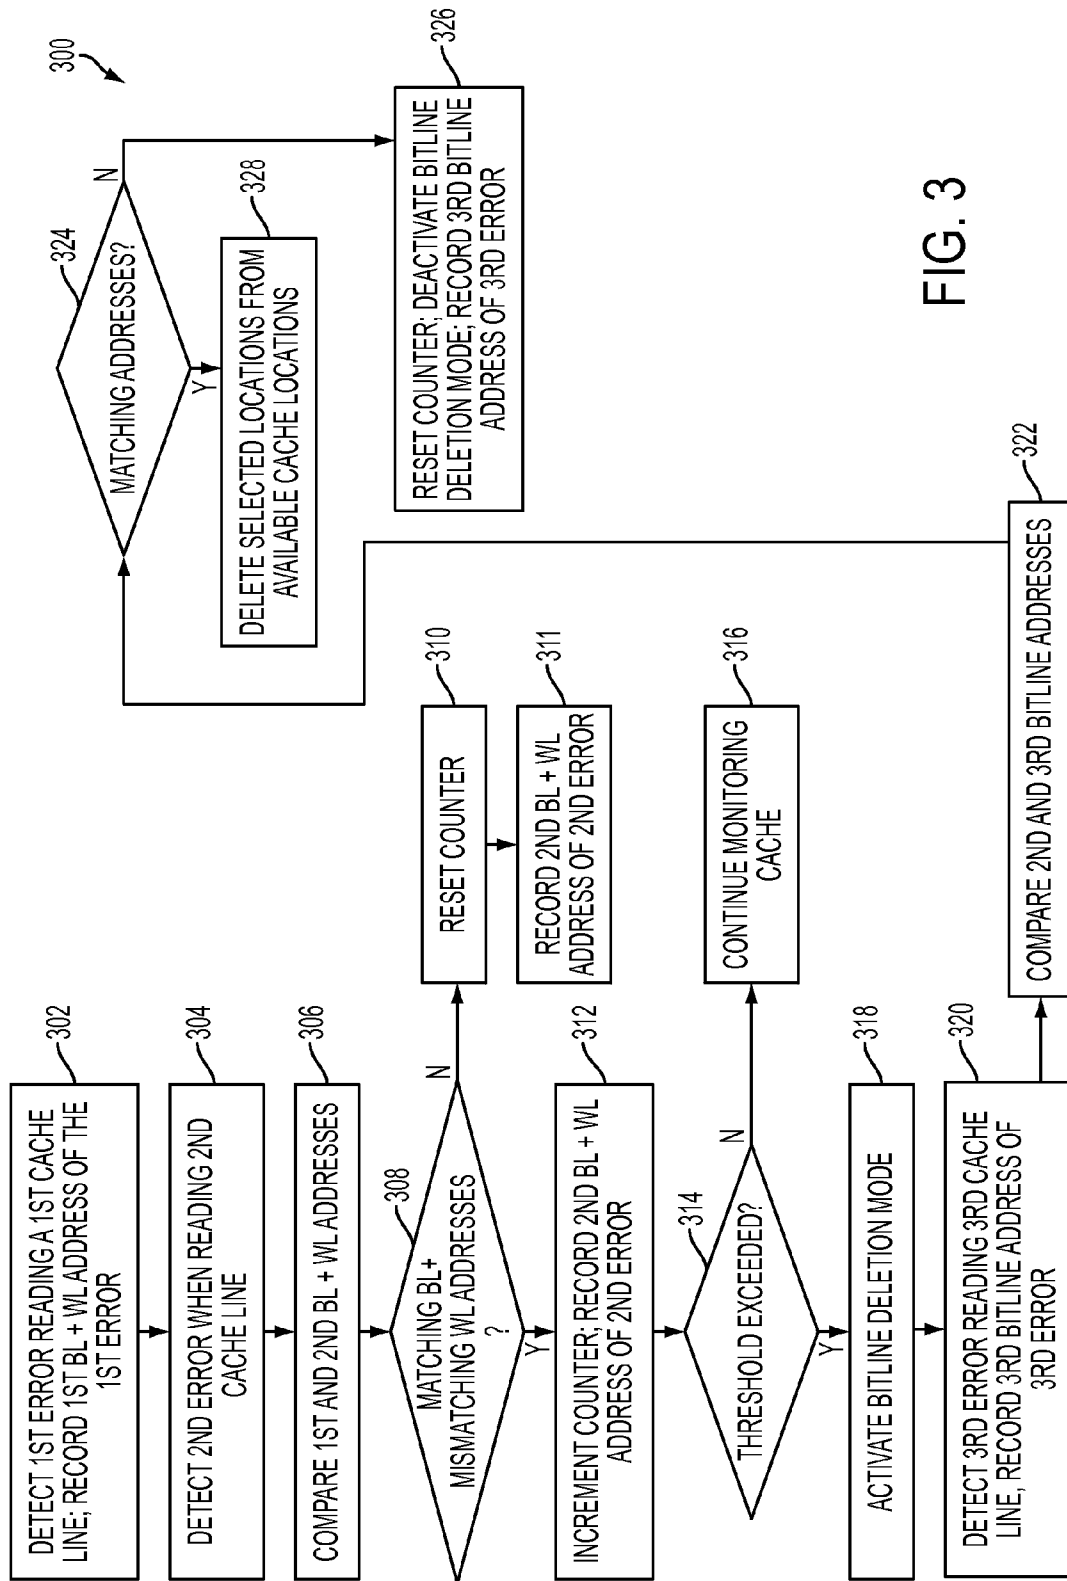 300
DETECT 1ST ERROR READING A 1ST CACHE
LINE; RECORD 1ST BL + WL ADDRESS OF THE
1ST ERROR
302
DETECT 2ND ERROR WHEN READING 2ND
CACHE LINE
304
COMPARE 1ST AND 2ND BL + WL ADDRESSES
306
MATCHING BL+
MISMATCHING WL ADDRESSES
?
308
N
Y
RESET COUNTER
310
RECORD 2ND BL + WL
ADDRESS OF 2ND ERROR
311
INCREMENT COUNTER; RECORD 2ND BL + WL
ADDRESS OF 2ND ERROR
312
THRESHOLD EXCEEDED?
314
N
Y
CONTINUE MONITORING
CACHE
316
ACTIVATE BITLINE DELETION MODE
318
DETECT 3RD ERROR READING 3RD CACHE
LINE, RECORD 3RD BITLINE ADDRESS OF
3RD ERROR
320
COMPARE 2ND AND 3RD BITLINE ADDRESSES
322
MATCHING ADDRESSES?
324
N
Y
DELETE SELECTED LOCATIONS FROM
AVAILABLE CACHE LOCATIONS
328
RESET COUNTER; DEACTIVATE BITLINE
DELETION MODE; RECORD 3RD BITLINE
ADDRESS OF 3RD ERROR
326
FIG. 3